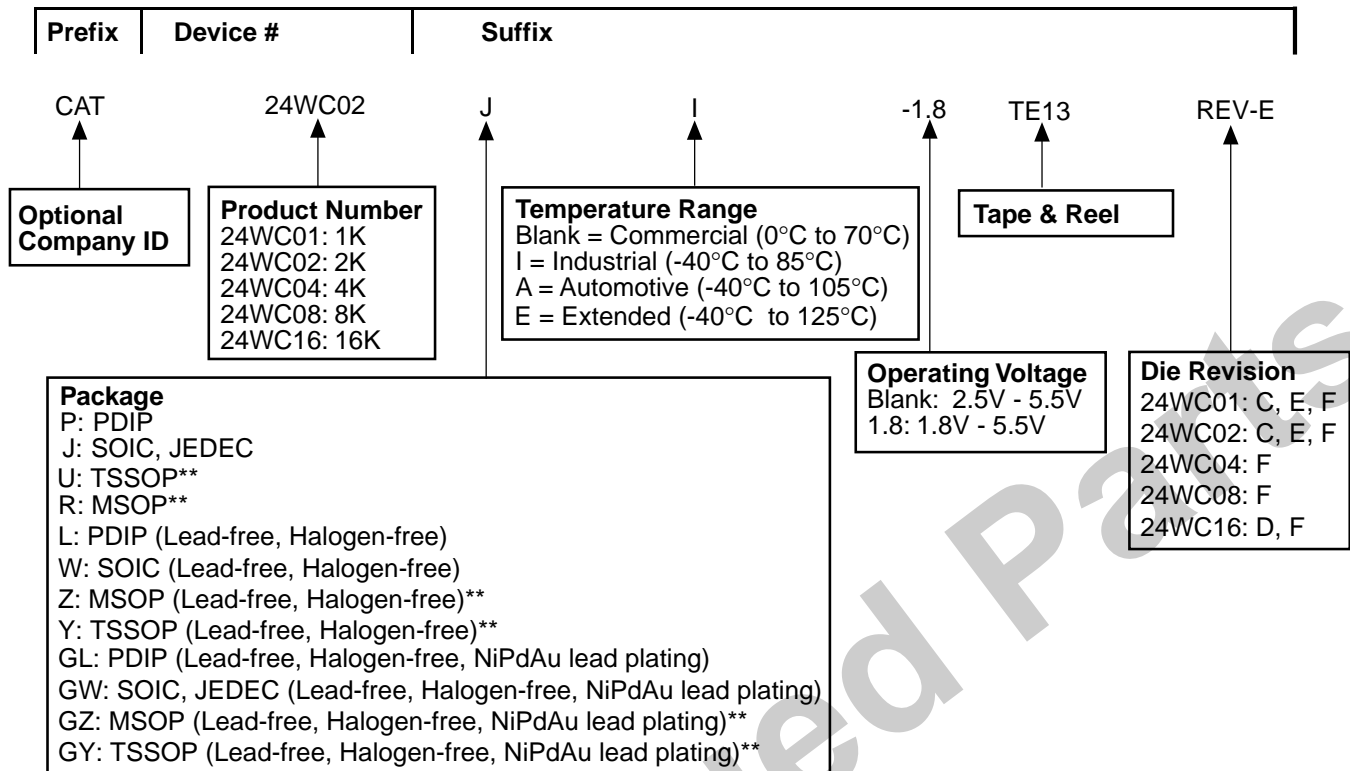 Prefix Device # Suffix
CAT 24WC02 J I -1.8 TE13 REV-E
Optional
Company ID
Product Number
24WC01: 1K
24WC02: 2K
24WC04: 4K
24WC08: 8K
24WC16: 16K
Temperature Range
Blank = Commercial (0°C to 70°C)
I = Industrial (-40°C to 85°C)
A = Automotive (-40°C to 105°C)
E = Extended (-40°C to 125°C)
Tape & Reel
Operating Voltage
Blank: 2.5V - 5.5V
1.8: 1.8V - 5.5V
Die Revision
24WC01: C, E, F
24WC02: C, E, F
24WC04: F
24WC08: F
24WC16: D, F
Package
P: PDIP
J: SOIC, JEDEC
U: TSSOP**
R: MSOP**
L: PDIP (Lead-free, Halogen-free)
W: SOIC (Lead-free, Halogen-free)
Z: MSOP (Lead-free, Halogen-free)**
Y: TSSOP (Lead-free, Halogen-free)**
GL: PDIP (Lead-free, Halogen-free, NiPdAu lead plating)
GW: SOIC, JEDEC (Lead-free, Halogen-free, NiPdAu lead plating)
GZ: MSOP (Lead-free, Halogen-free, NiPdAu lead plating)**
GY: TSSOP (Lead-free, Halogen-free, NiPdAu lead plating)**
ed Parts